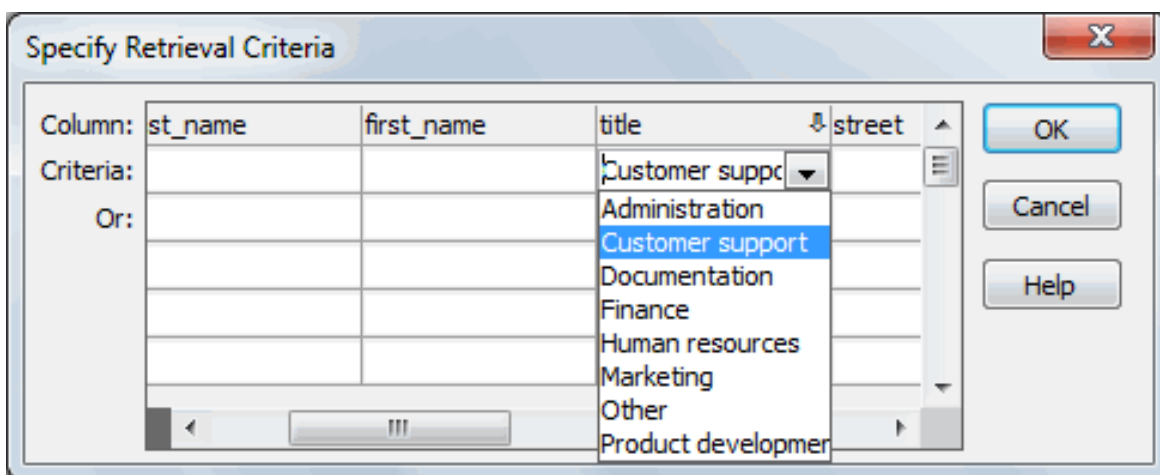 Specify Retrieval Criteria
Column: st_name first_name title street
OK
Criteria: Customer suppo
Or: Administration
Cancel
Customer support
Documentation
Help
Finance
Human resources
Marketing
Other
Product developmen